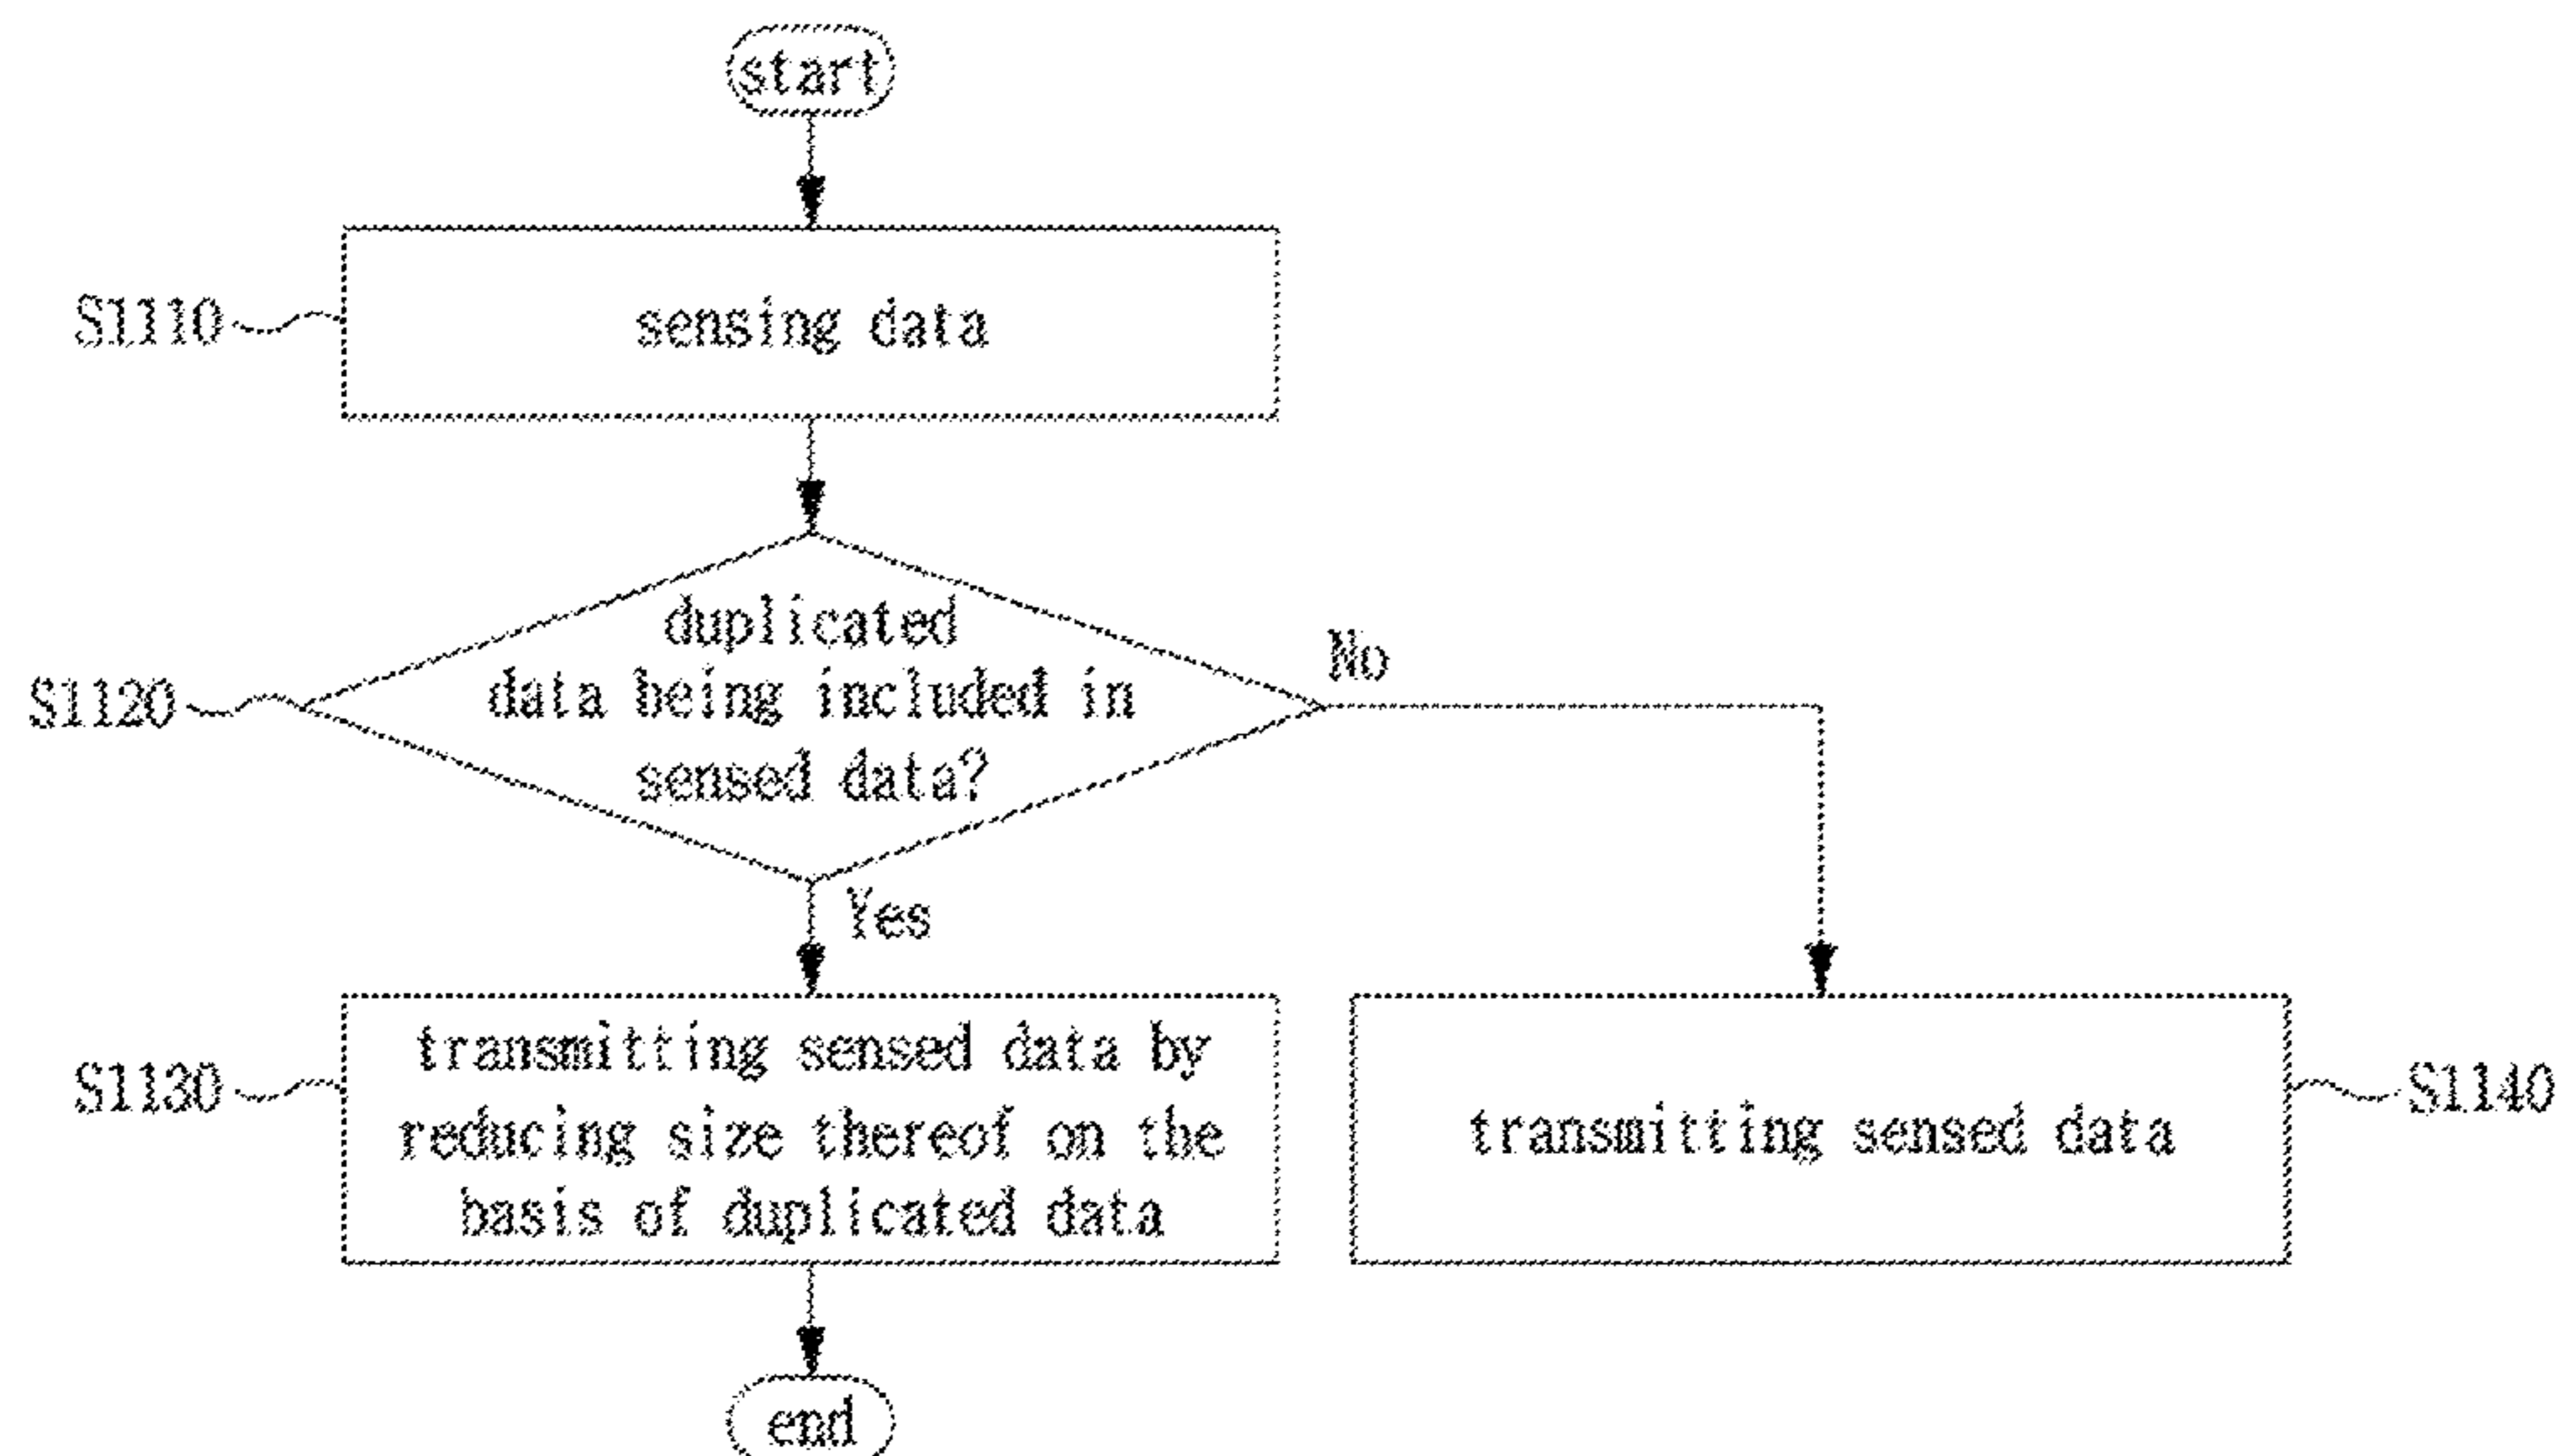 start
S1110
sensing data
duplicated
data being included in
sensed data?
S1120
No
Yes
S1130
transmitting sensed data by
reducing size thereof on the
basis of duplicated data
transmitting sensed data
S1140
end